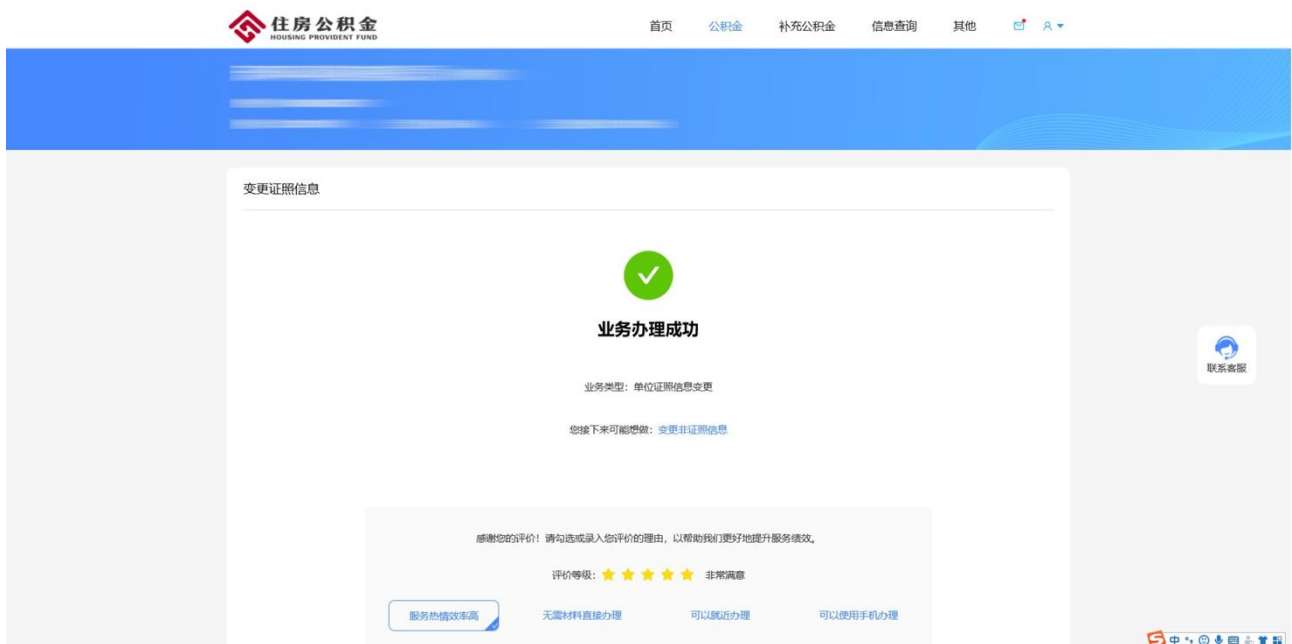 住房公积金
HOUSING PROVIDENT FUND
首页 公积金 补充公积金 信息查询 其他
变更证照信息
业务办理成功
业务类型：单位证照信息变更
联系客服
您接下来可能想做：变更非证照信息
感谢您的评价！请勾选或录入您评价的理由，以帮助我们更好地提升服务绩效。
评价等级： 非常满意
服务热情效率高 无需材料直接办理 可以就近办理 可以使用手机办理
中